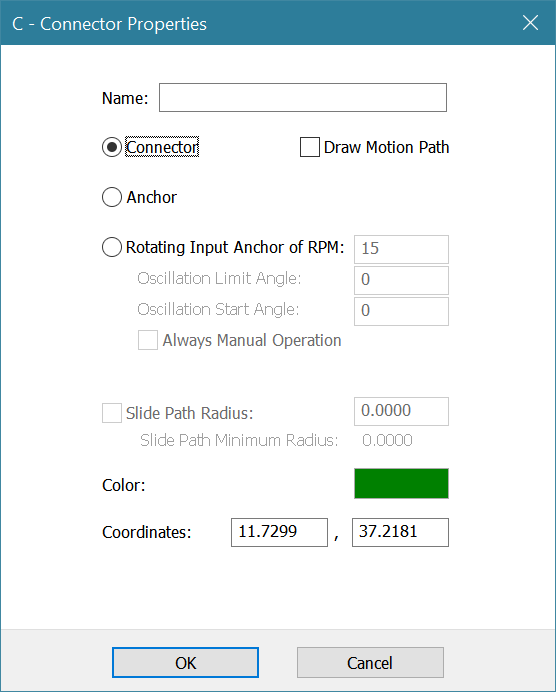 C - Connector Properties
Name:
Connector Draw Motion Path
Anchor
Rotating Input Anchor of RPM: 15
Oscillation Limit Angle: 0
Oscillation Start Angle: 0
Always Manual Operation
Slide Path Radius: 0.0000
Slide Path Minimum Radius: 0.0000
Color:
Coordinates: 11.7299 , 37.2181
OK Cancel